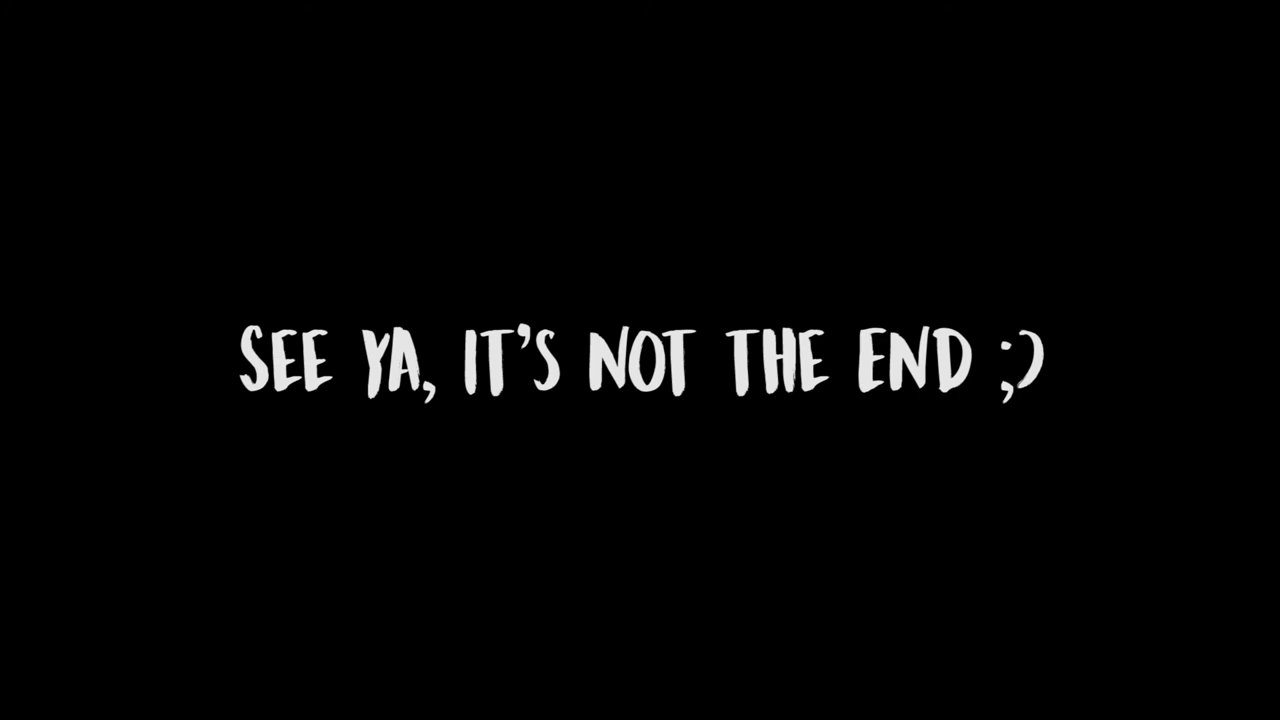 SEE YA, IT'S NOT THE END ;)